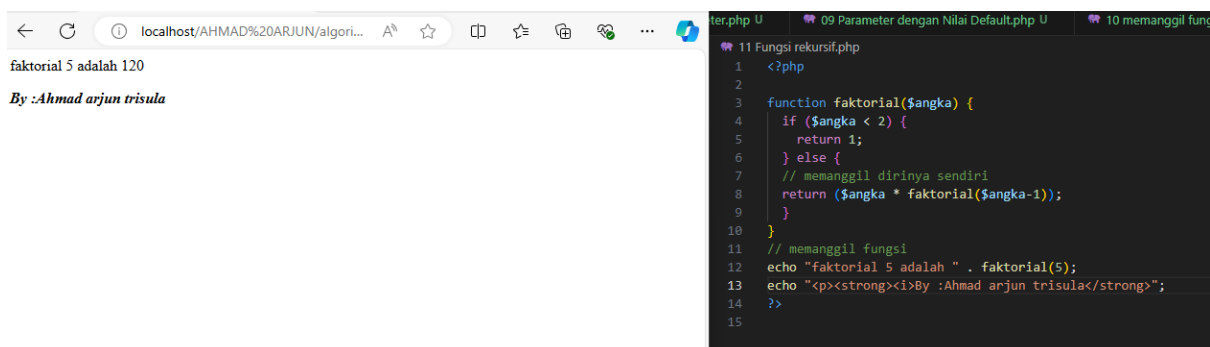 localhost/AHMAD%20ARJUN/algori...
faktorial 5 adalah 120
By :Ahmad arjun trisula
ter.php U 09 Parameter dengan Nilai Default.php U 10 memanggil fung
11 Fungsi rekursif.php
1 <?php
2
3 function faktorial($angka) {
4 if ($angka < 2) {
5 return 1;
6 } else {
7 // memanggil dirinya sendiri
8 return ($angka * faktorial($angka-1));
9 }
10 }
11 // memanggil fungsi
12 echo "faktorial 5 adalah " . faktorial(5);
13 echo "<p><strong><i>By :Ahmad arjun trisula</strong>";
14 ?>
15